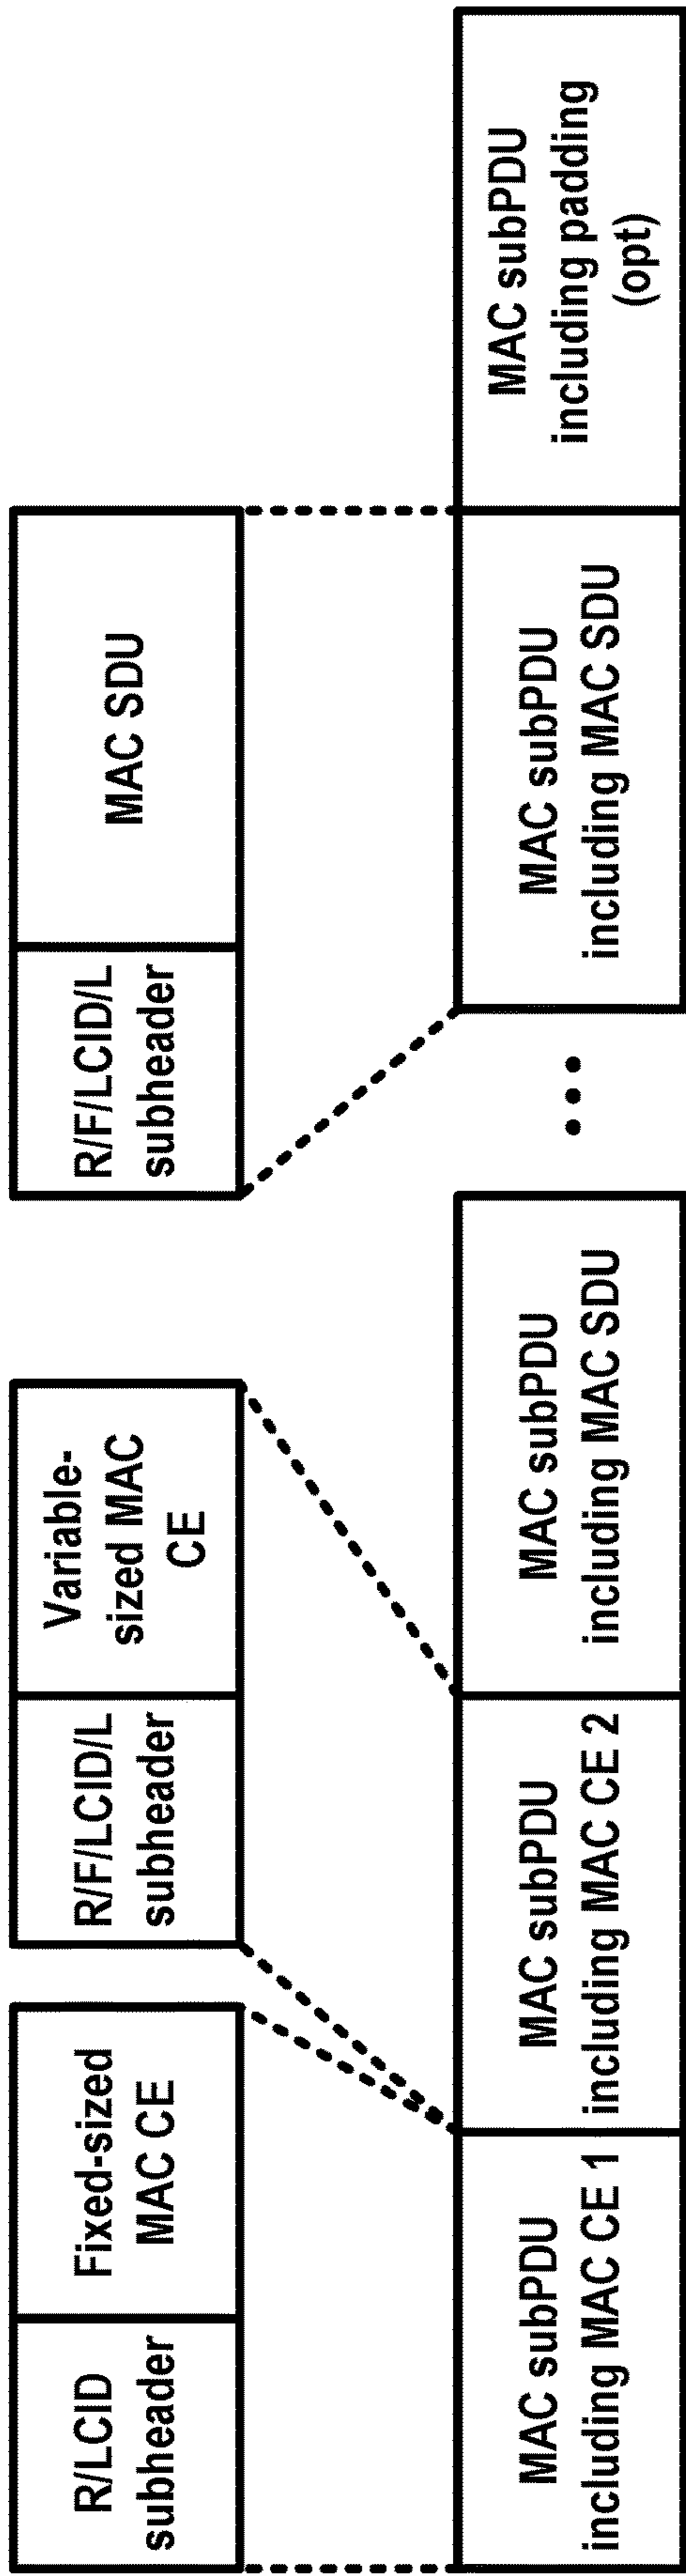 R/LCID
subheader
Fixed-sized
MAC CE
R/F/LCID/L
subheader
Variable-
sized MAC
CE
R/F/LCID/L
subheader
MAC SDU
MAC subPDU
including MAC CE 1
MAC subPDU
including MAC CE 2
MAC subPDU
including MAC SDU
...
MAC subPDU
including MAC SDU
MAC subPDU
including padding
(opt)